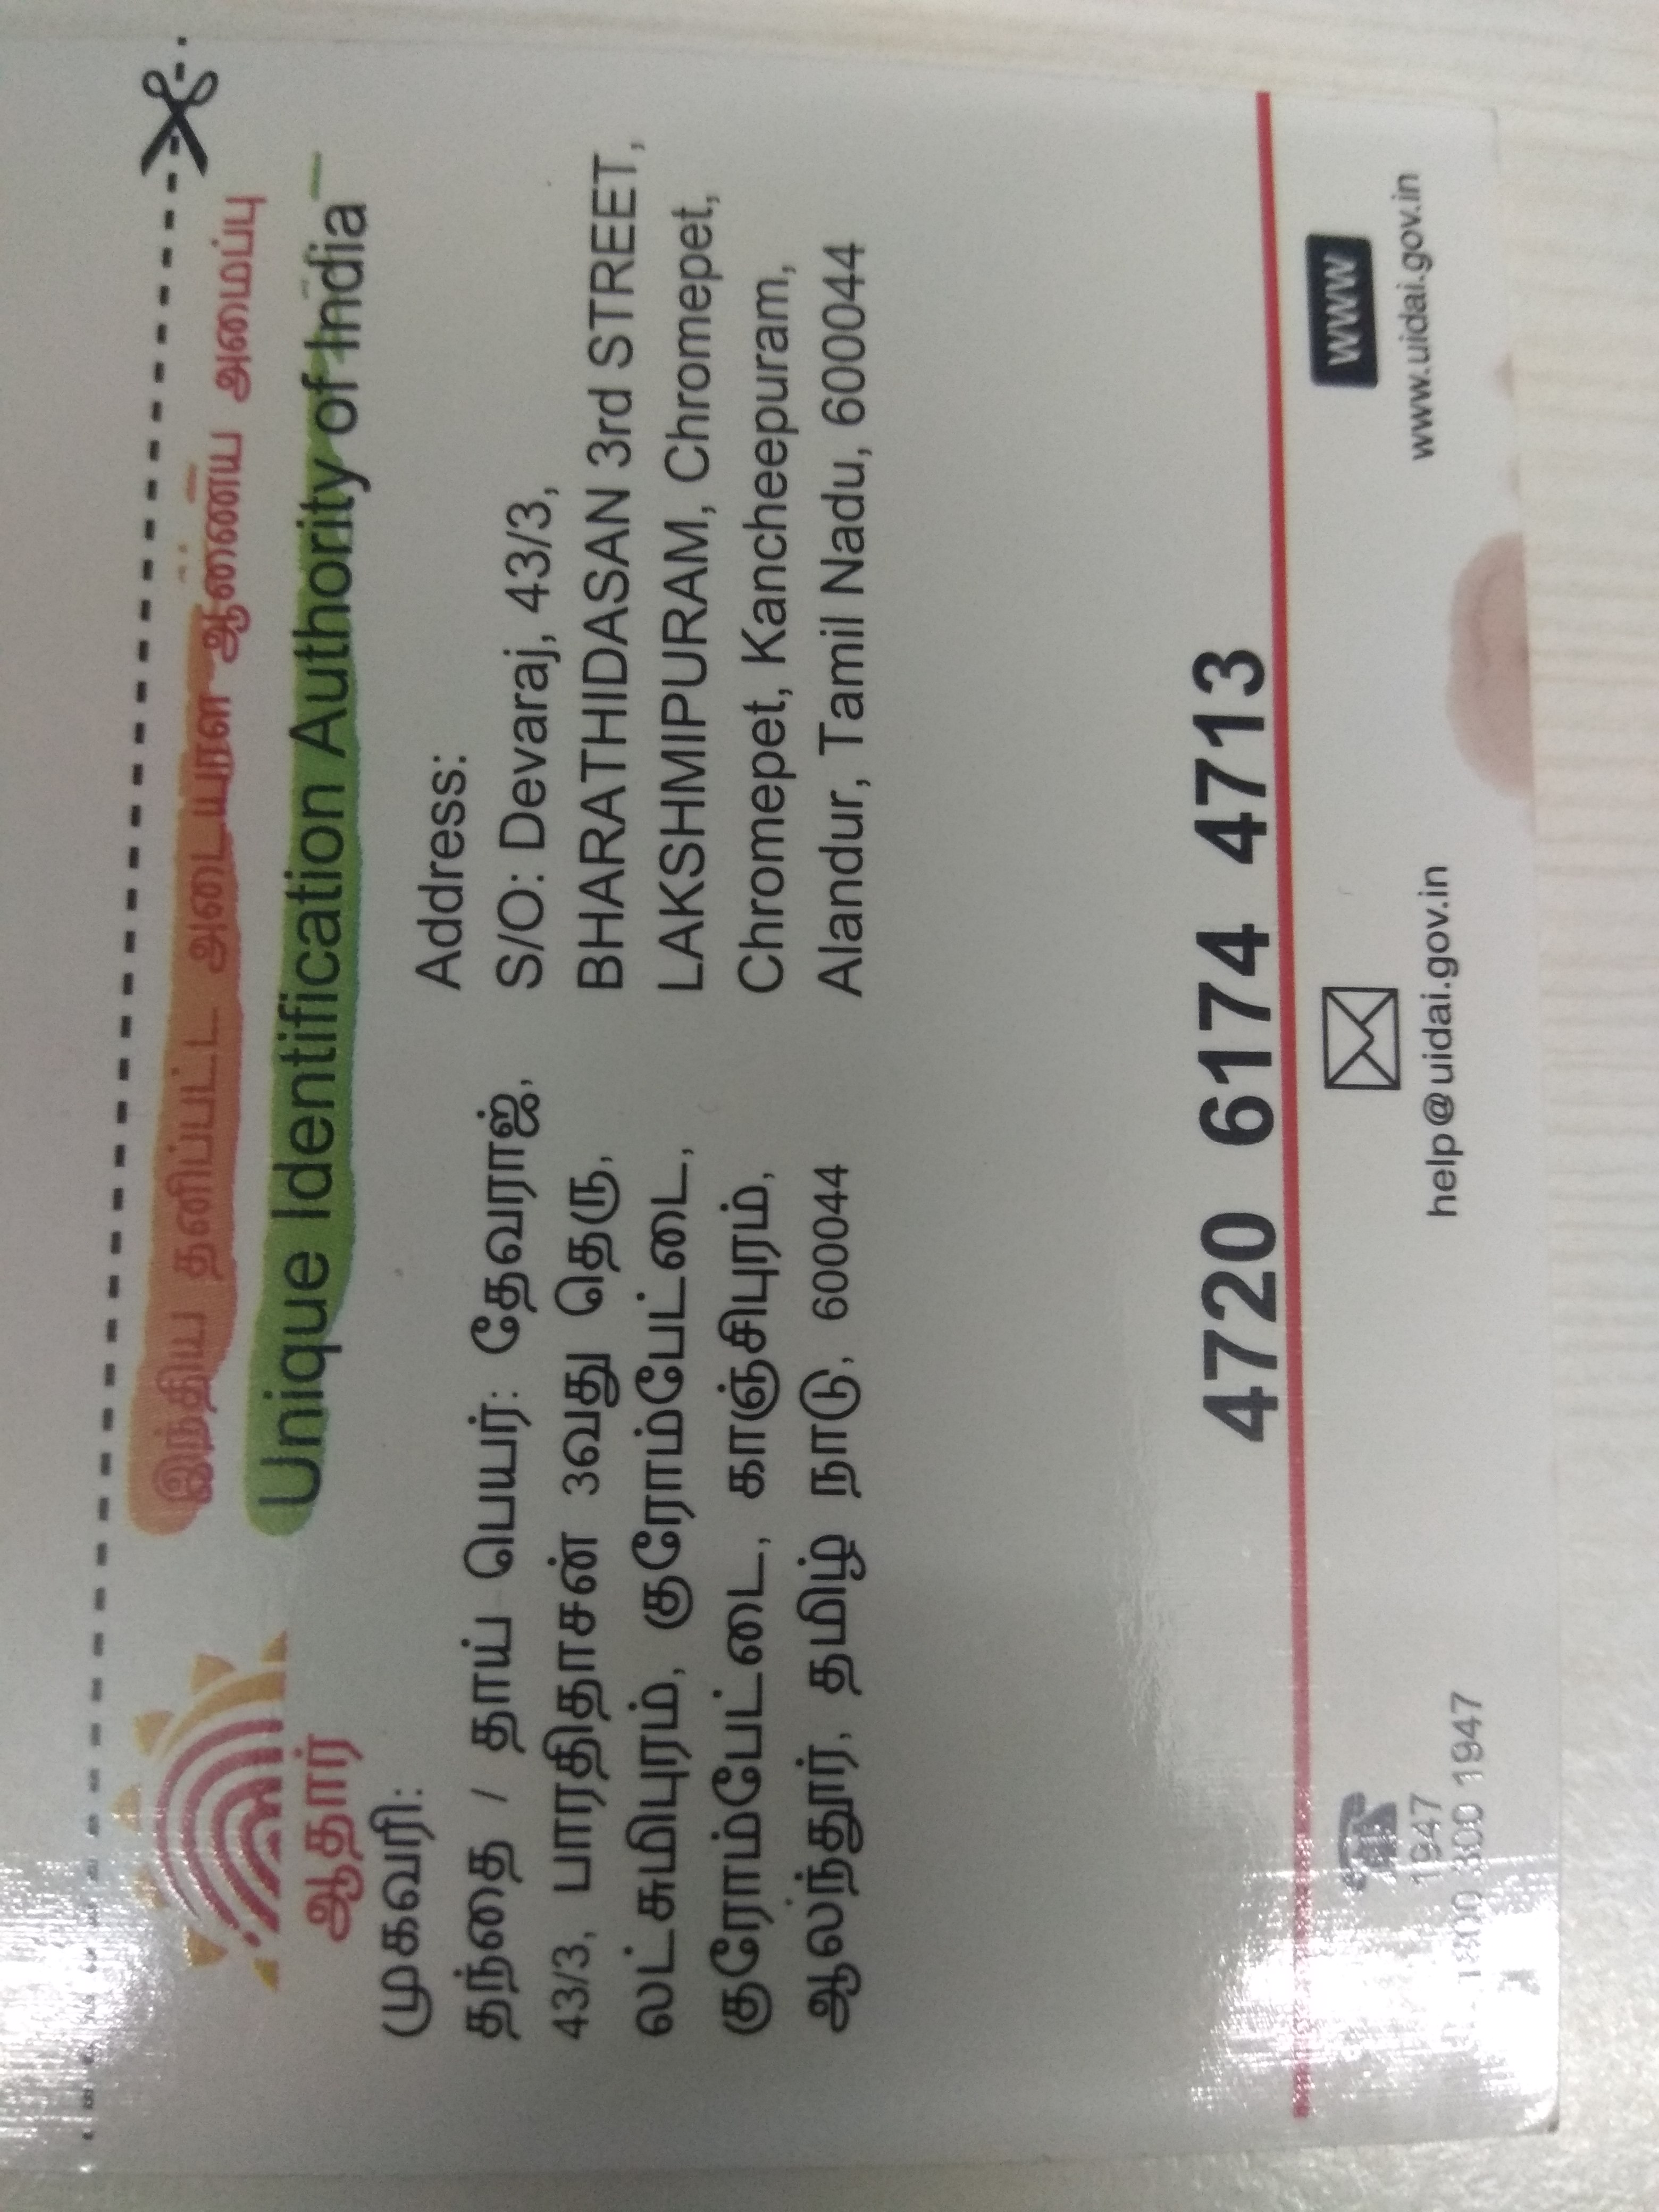 இந்திய தனிப்பட்ட அடையாள ஆணைய அமைப்பு
Unique Identification Authority of India
ஆதார்
முகவரி:
தந்தை / தாய் பெயர்: தேவராஜ்,
43/3, பாரதிதாசன் 3வது தெரு,
லட்சுமிபுரம், குரோம்பேட்டை,
குரோம்பேட்டை, காஞ்சிபுரம்,
ஆலந்தூர், தமிழ் நாடு, 600044
Address:
S/O: Devaraj, 43/3,
BHARATHIDASAN 3rd STREET,
LAKSHMIPURAM, Chromepet,
Chromepet, Kancheepuram,
Alandur, Tamil Nadu, 600044
4720 6174 4713
1947
1800 300 1947
help@uidai.gov.in
WWW
www.uidai.gov.in